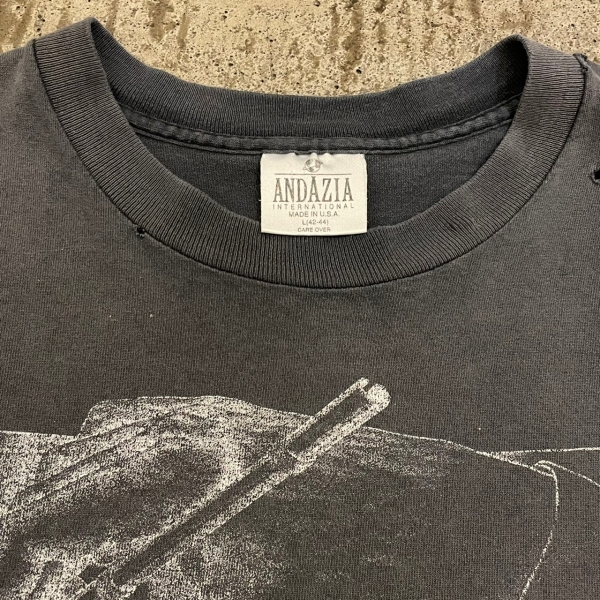 ANDAZIA
INTERNATIONAL
MADE IN U.S.A.
L(42-44)
CARE OVER